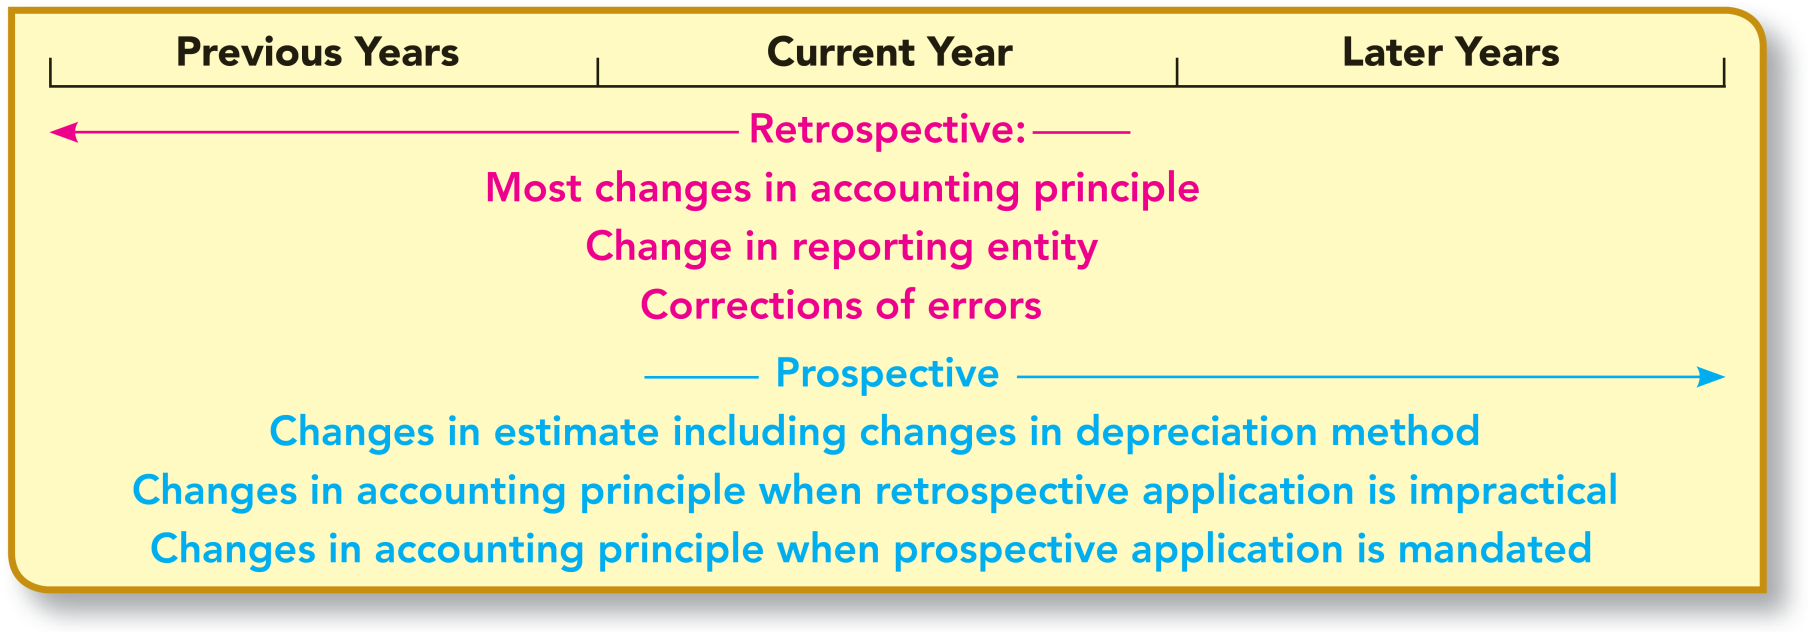 Previous Years Current Year Later Years
Retrospective:
Most changes in accounting principle
Change in reporting entity
Corrections of errors
Prospective
Changes in estimate including changes in depreciation method
Changes in accounting principle when retrospective application is impractical
Changes in accounting principle when prospective application is mandated